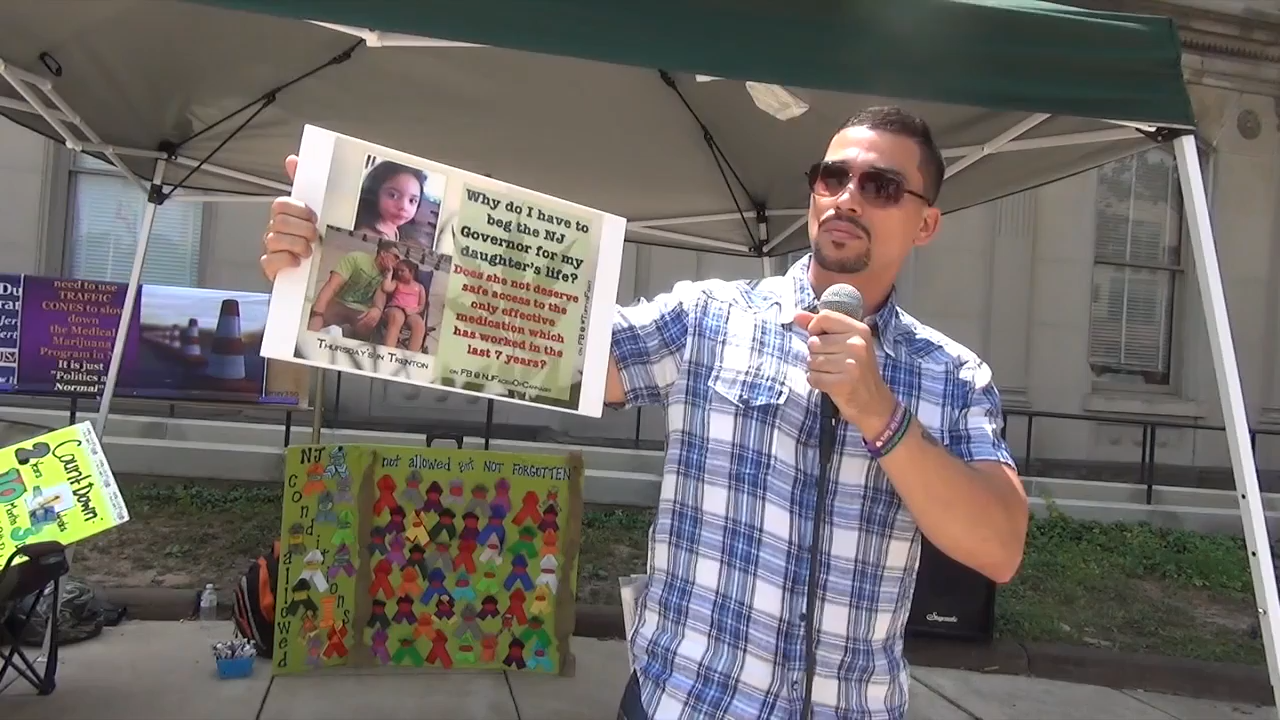 Why do I have to
beg the NJ
Governor for my
daughter's life?
Does she not deserve
safe access to the
only effective
medication which
has worked in the
last 7 years?
THURSDAY'S IN TRENTON
ON FB @ NJFACESOFCANNABIS
need to use
TRAFFIC
CONES to slow
down
the Medical
Marijuana
Program in N
It is just
"Politics a
Normal"
CountDown:
2
10
NJ
Conditions
allowed
not allowed But NOT FORGOTTEN